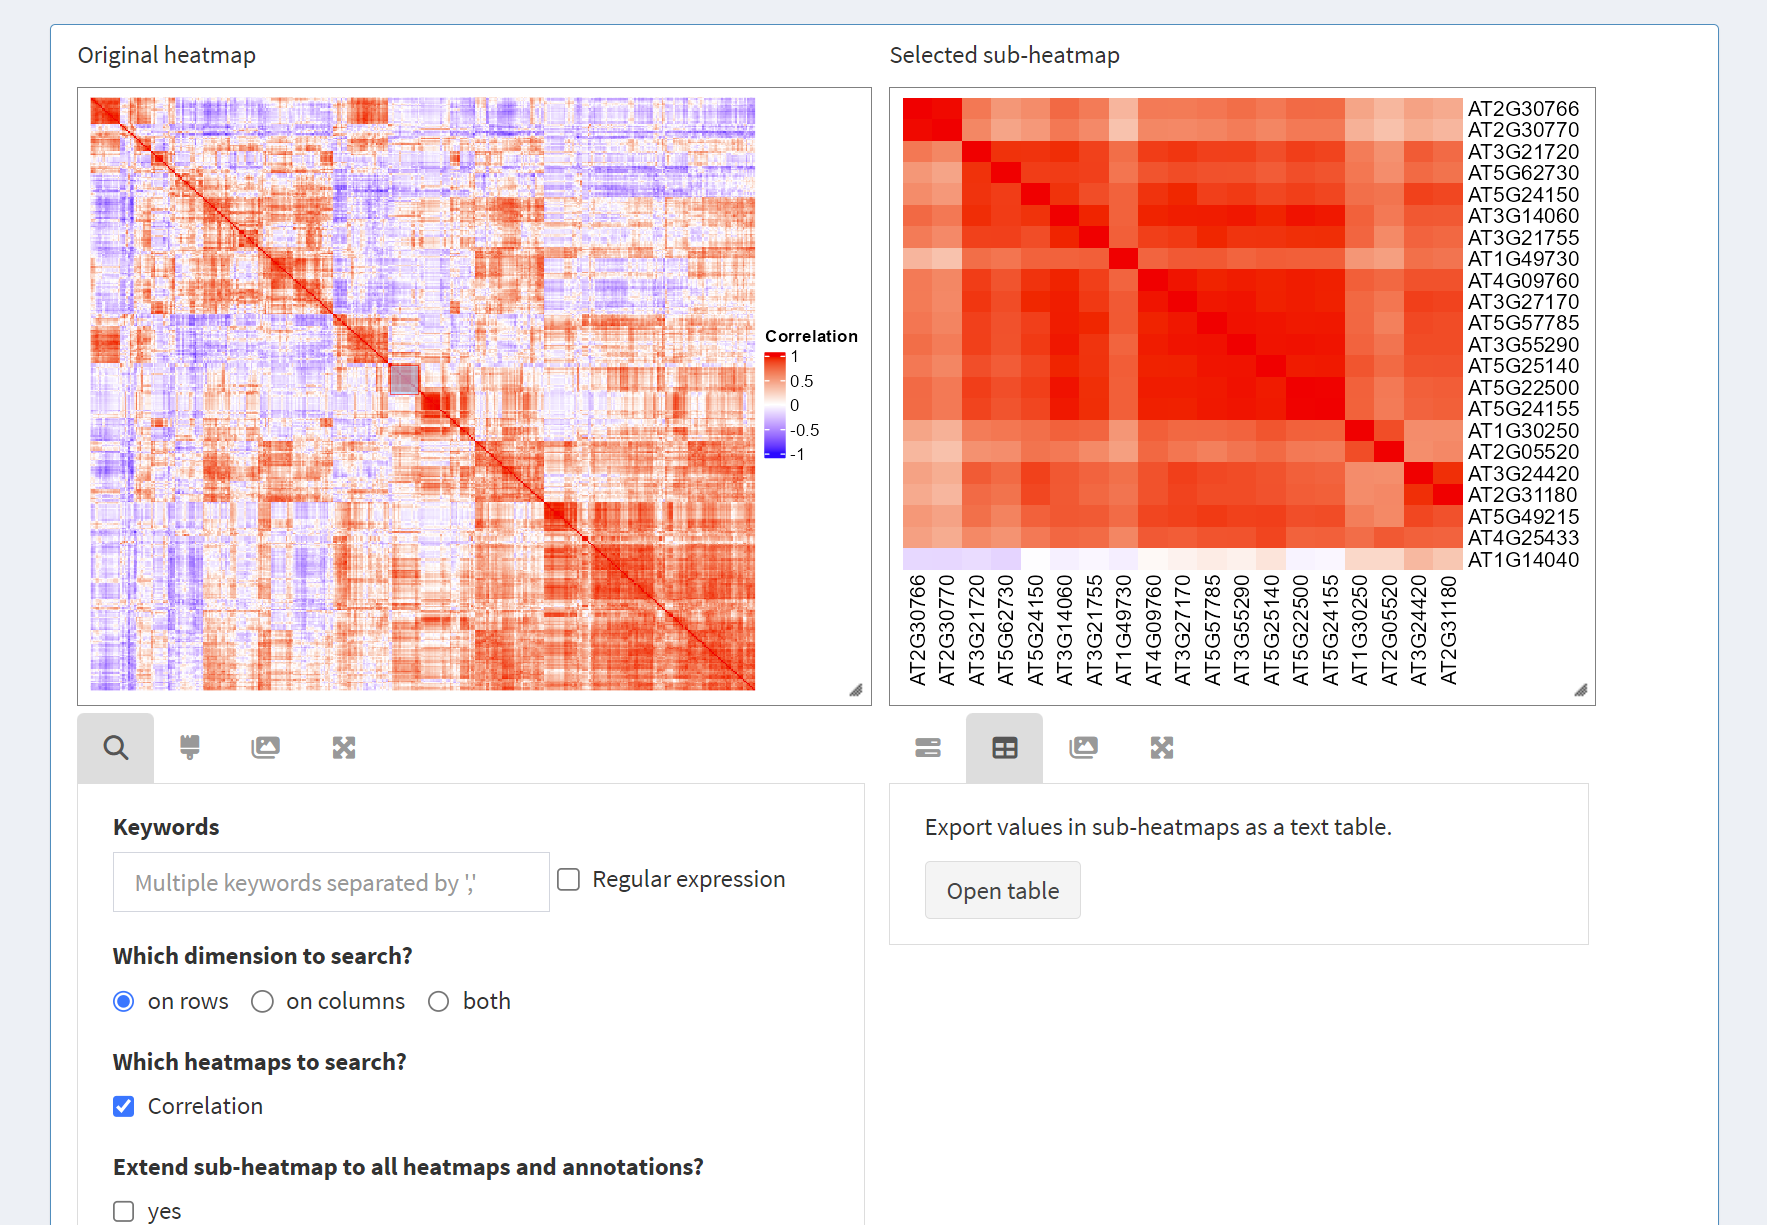 Original heatmap
Selected sub-heatmap
Correlation
1
0.5
0
-0.5
-1
AT2G30766
AT2G30770
AT3G21720
AT5G62730
AT5G24150
AT3G14060
AT3G21755
AT1G49730
AT4G09760
AT3G27170
AT5G57785
AT3G55290
AT5G25140
AT5G22500
AT5G24155
AT1G30250
AT2G05520
AT3G24420
AT2G31180
AT5G49215
AT4G25433
AT1G14040
AT2G30766
AT2G30770
AT3G21720
AT5G62730
AT5G24150
AT3G14060
AT3G21755
AT1G49730
AT4G09760
AT3G27170
AT5G57785
AT3G55290
AT5G25140
AT5G22500
AT5G24155
AT1G30250
AT2G05520
AT3G24420
AT2G31180
Keywords
Multiple keywords separated by ','
Regular expression
Which dimension to search?
on rows on columns both
Which heatmaps to search?
Correlation
Extend sub-heatmap to all heatmaps and annotations?
yes
Export values in sub-heatmaps as a text table.
Open table